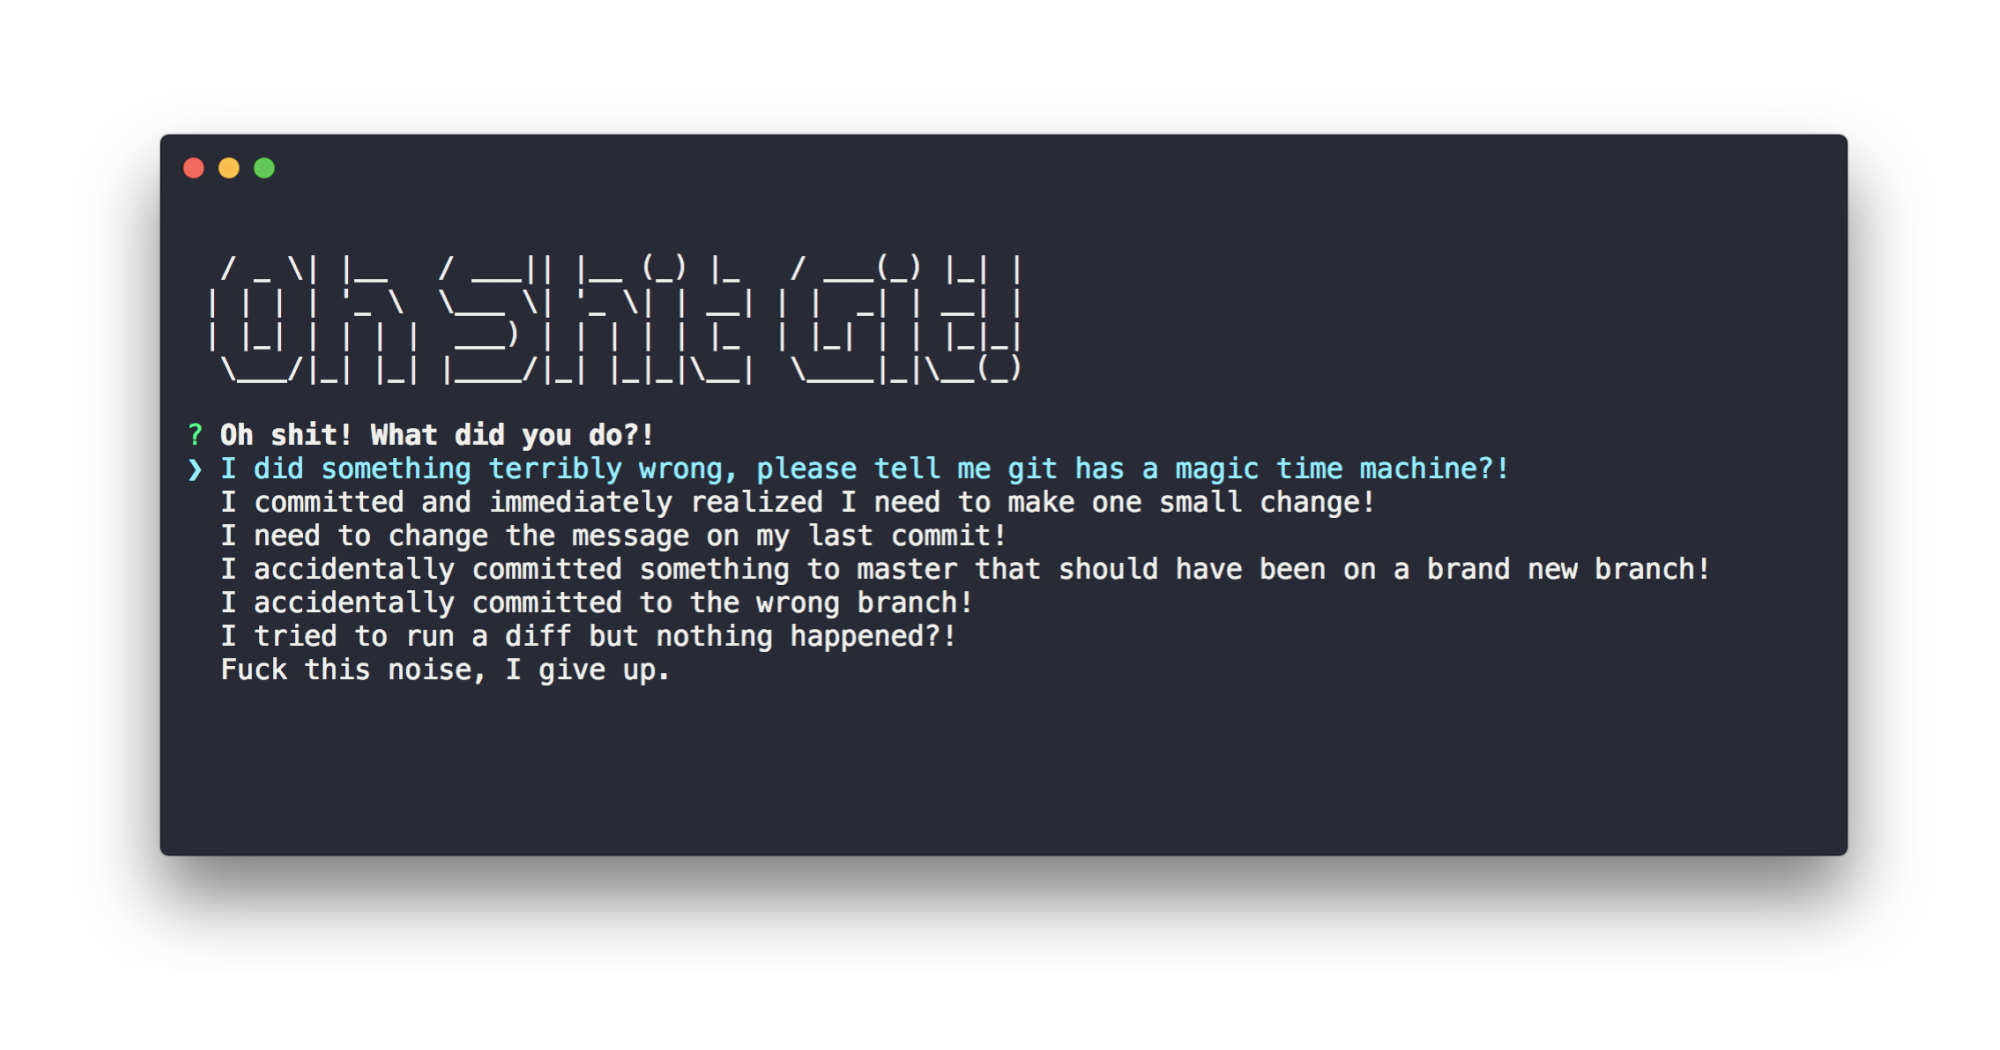 Oh Shit Git!
? Oh shit! What did you do?!
❯ I did something terribly wrong, please tell me git has a magic time machine?!
I committed and immediately realized I need to make one small change!
I need to change the message on my last commit!
I accidentally committed something to master that should have been on a brand new branch!
I accidentally committed to the wrong branch!
I tried to run a diff but nothing happened?!
Fuck this noise, I give up.